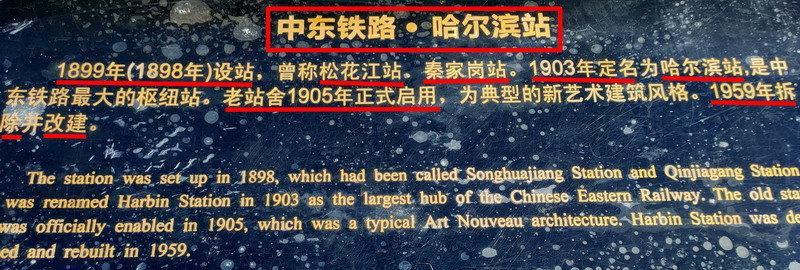 中东铁路·哈尔滨站
1899年(1898年)设站，曾称松花江站。秦家岗站。1903年定名为哈尔滨站,是中
东铁路最大的枢纽站。老站舍1905年正式启用，为典型的新艺术建筑风格。1959年拆
除并改建。
The station was set up in 1898, which had been called Songhuajiang Station and Qinjiagang Station
was renamed Harbin Station in 1903 as the largest hub of the Chinese Eastern Railway. The old sta
was officially enabled in 1905, which was a typical Art Nouveau architecture. Harbin Station was de
ed and rebuilt in 1959.